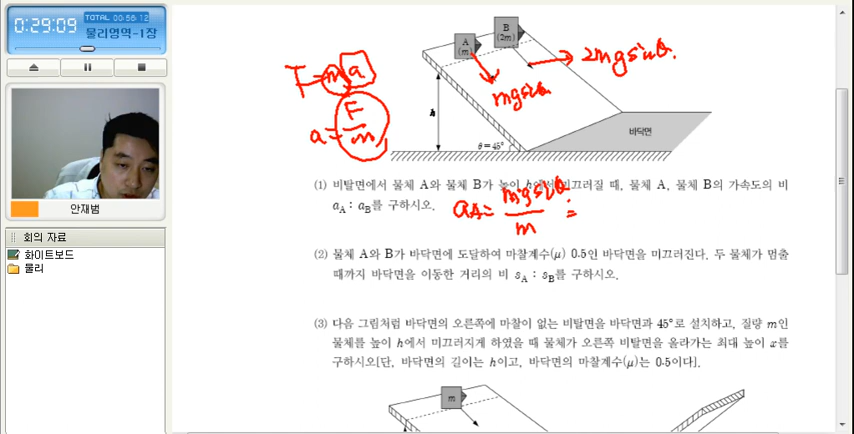 0:29:09
TOTAL 00:56:12
물리영역-1장
안재범
회의 자료
화이트보드
물리
F=ma
a=F/m
A
(m)
B
(2m)
mgsinθ
2mgsinθ.
h
θ=45°
바닥면
(1) 비탈면에서 물체 A와 물체 B가 높이 h에서 미끄러질 때, 물체 A, 물체 B의 가속도의 비
aA : aB를 구하시오.
aA = mgsinθ/m =
(2) 물체 A와 B가 바닥면에 도달하여 마찰계수(μ) 0.5인 바닥면을 미끄러진다. 두 물체가 멈출
때까지 바닥면을 이동한 거리의 비 sA : sB를 구하시오.
(3) 다음 그림처럼 바닥면의 오른쪽에 마찰이 없는 비탈면을 바닥면과 45°로 설치하고, 질량 m인
물체를 높이 h에서 미끄러지게 하였을 때 물체가 오른쪽 비탈면을 올라가는 최대 높이 x를
구하시오[단, 바닥면의 길이는 h이고, 바닥면의 마찰계수(μ)는 0.5이다].
m